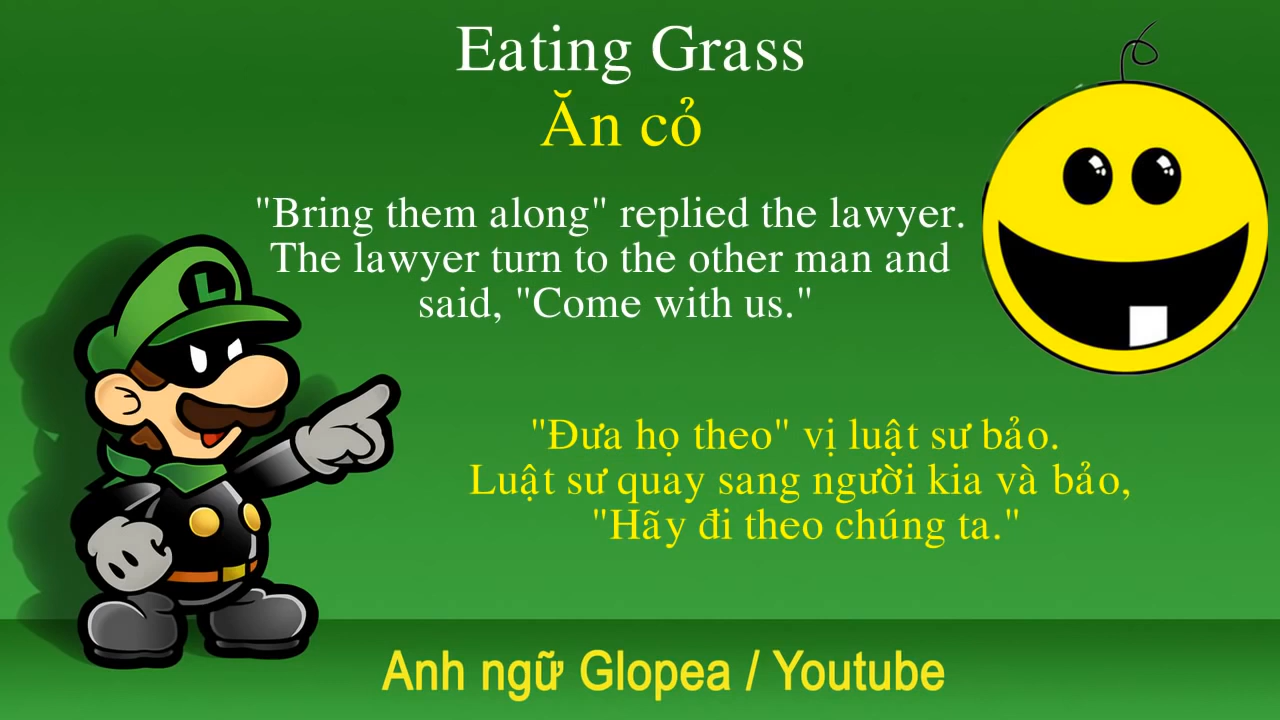 Eating Grass
Ăn cỏ
"Bring them along" replied the lawyer.
The lawyer turn to the other man and
said, "Come with us."
L
"Đưa họ theo" vị luật sư bảo.
Luật sư quay sang người kia và bảo,
"Hãy đi theo chúng ta."
Anh ngữ Glopea / Youtube